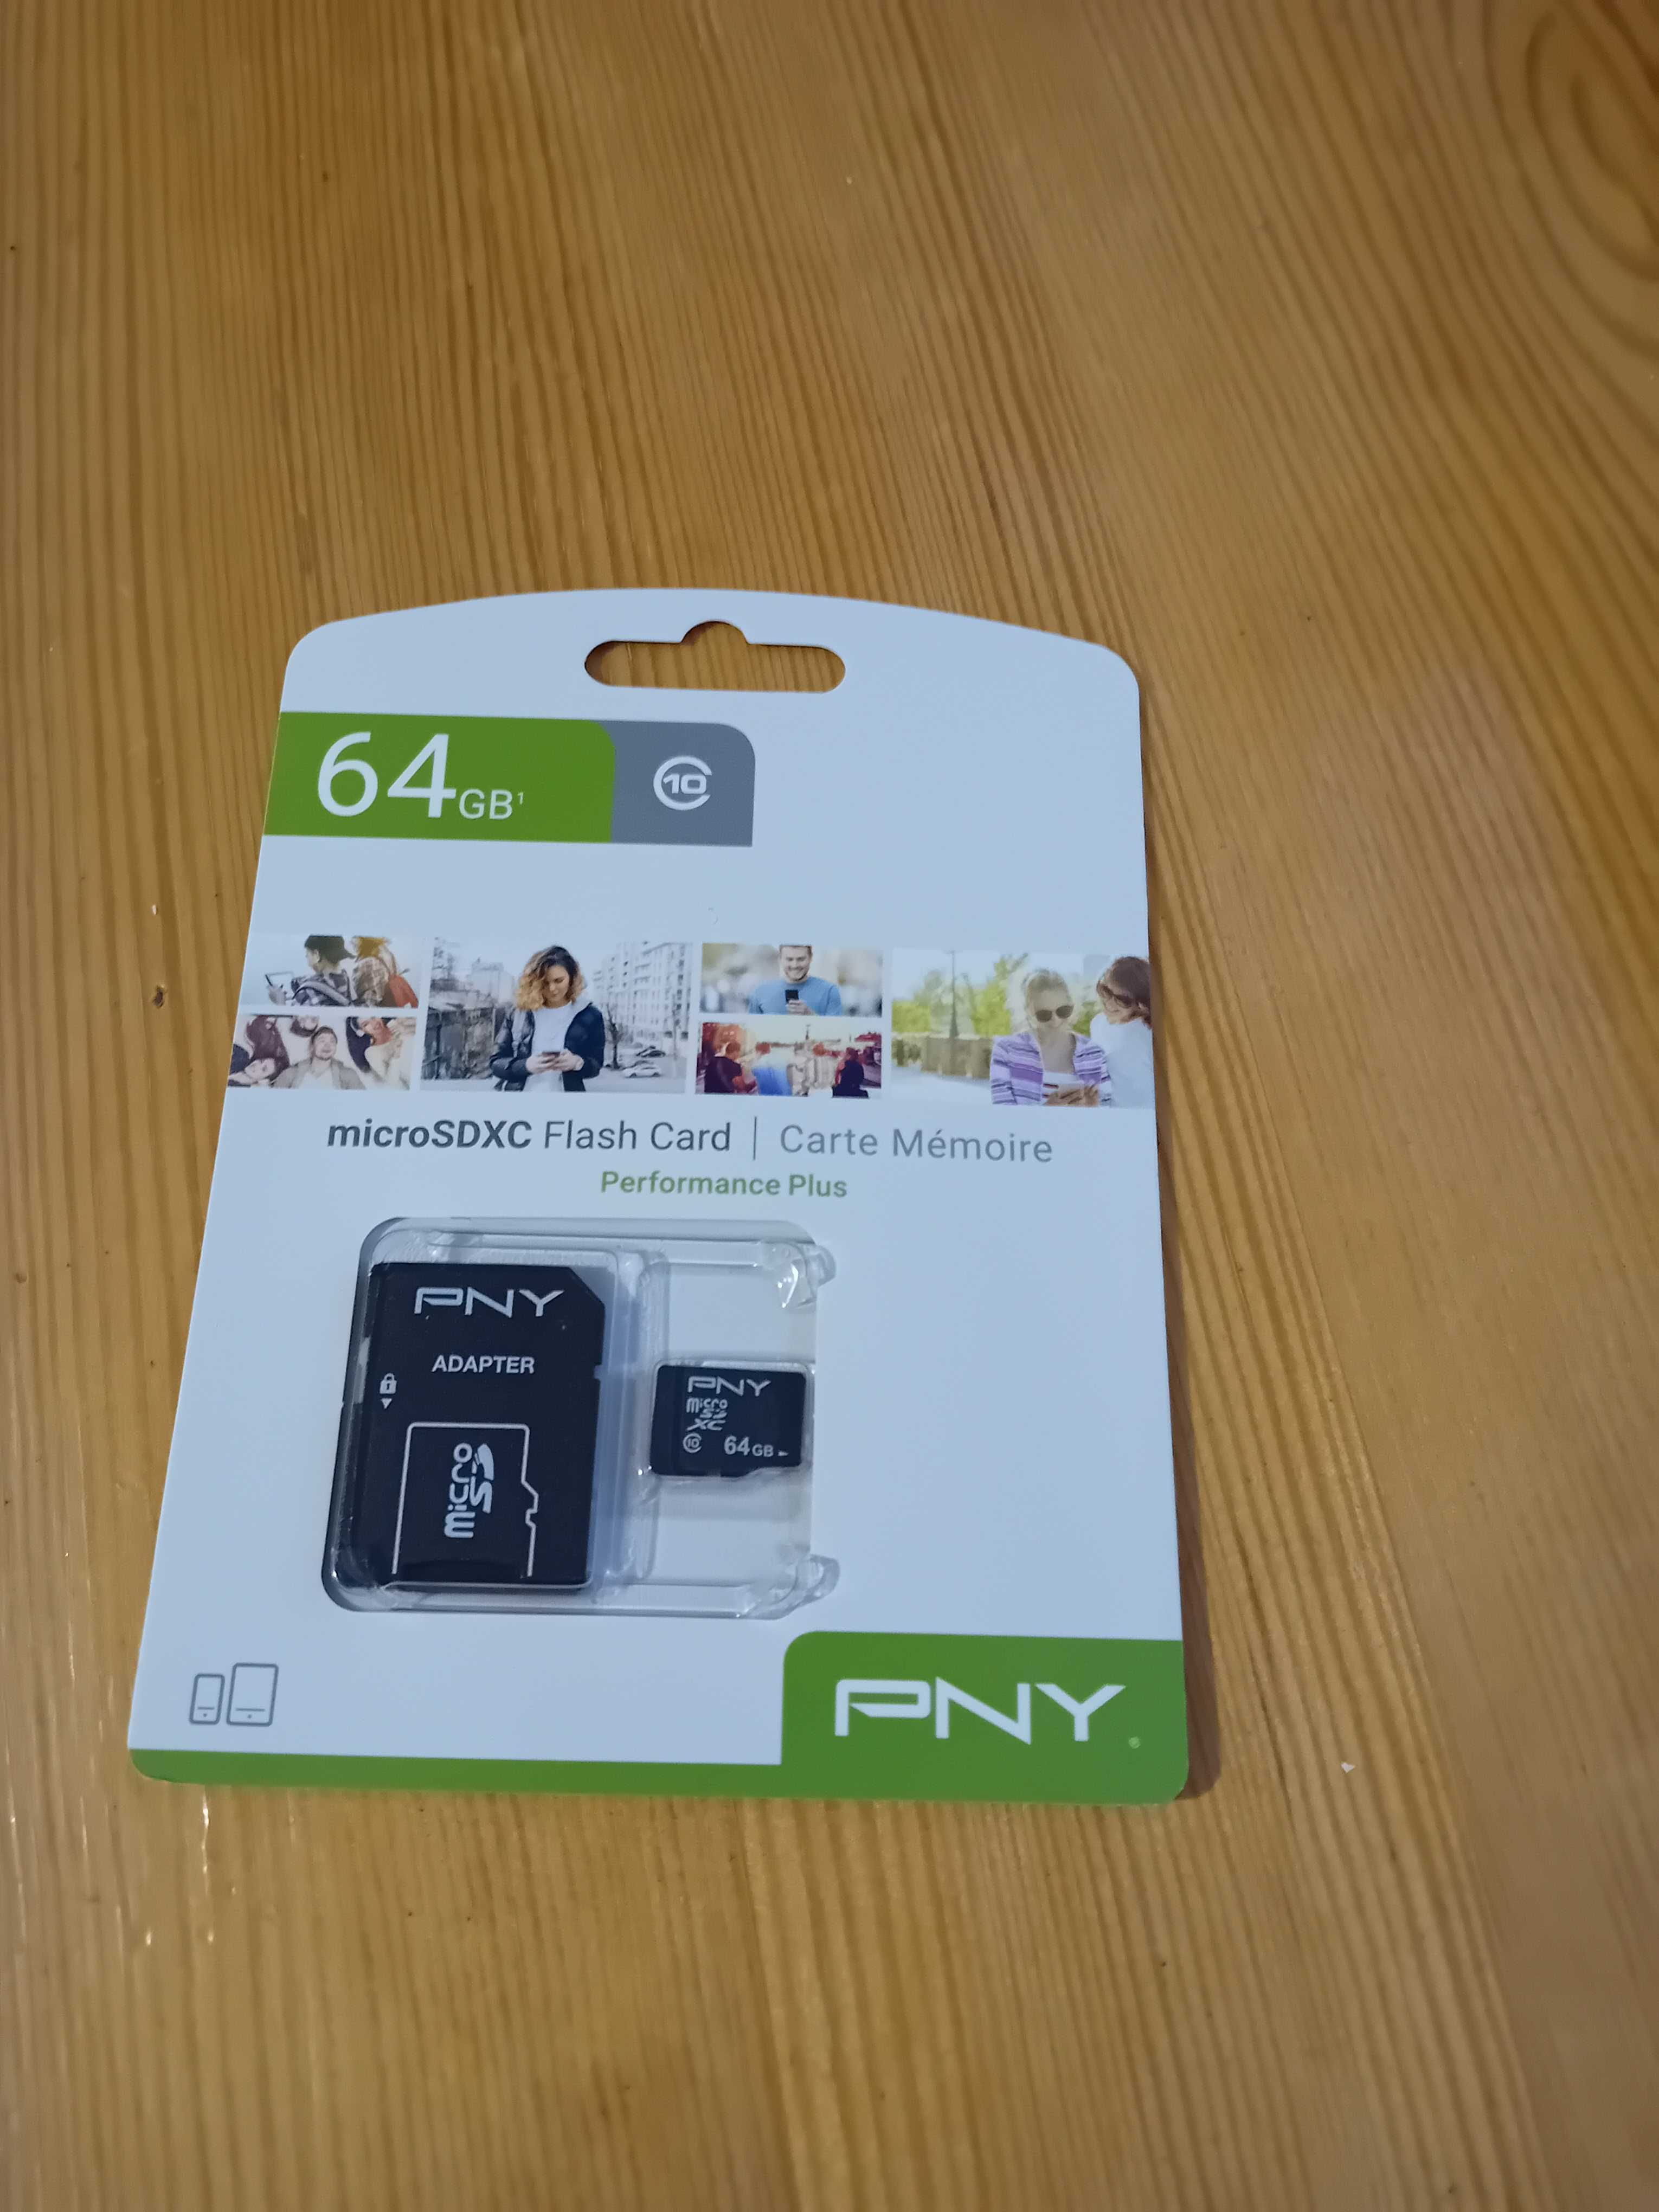 64GB¹
10
microSDXC Flash Card | Carte Mémoire
Performance Plus
PNY
ADAPTER
micro SD
PNY
micro SD XC
10 64GB
PNY